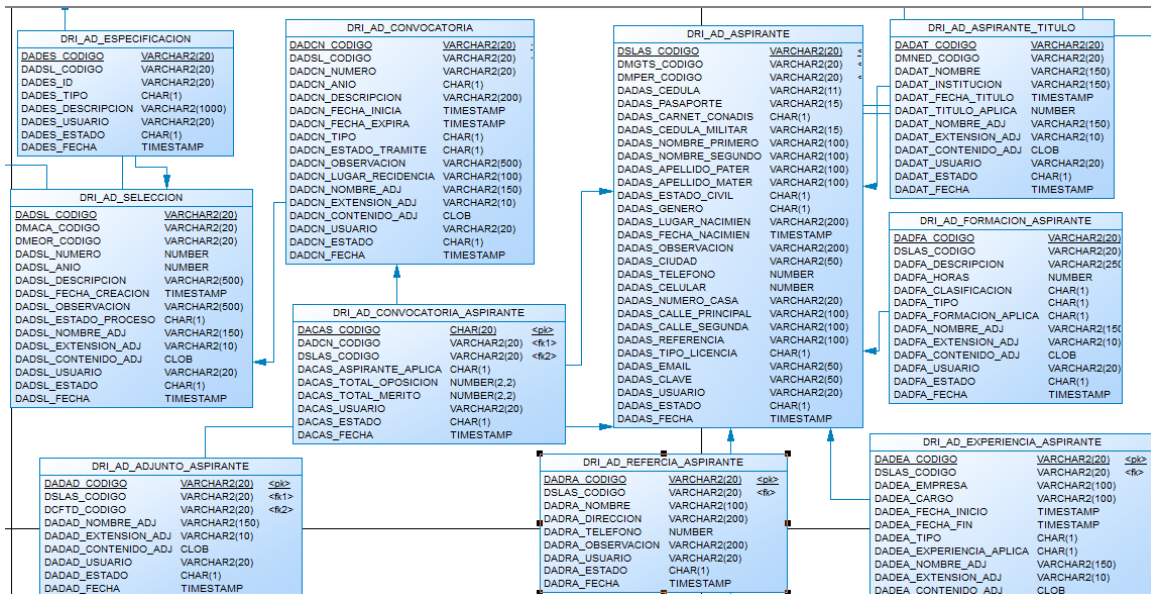 DRI_AD_ESPECIFICACION
DADES_CODIGO VARCHAR2(20)
DADSL_CODIGO VARCHAR2(20)
DADES_ID VARCHAR2(20)
DADES_TIPO CHAR(1)
DADES_DESCRIPCION VARCHAR2(1000)
DADES_USUARIO VARCHAR2(20)
DADES_ESTADO CHAR(1)
DADES_FECHA TIMESTAMP
DRI_AD_CONVOCATORIA
DADCN_CODIGO VARCHAR2(20)
DADSL_CODIGO VARCHAR2(20)
DADCN_NUMERO VARCHAR2(20)
DADCN_ANIO CHAR(1)
DADCN_DESCRIPCION VARCHAR2(200)
DADCN_FECHA_INICIA TIMESTAMP
DADCN_FECHA_EXPIRA TIMESTAMP
DADCN_TIPO CHAR(1)
DADCN_ESTADO_TRAMITE CHAR(1)
DADCN_OBSERVACION VARCHAR2(500)
DADCN_LUGAR_RECIDENCIA VARCHAR2(100)
DADCN_NOMBRE_ADJ VARCHAR2(150)
DADCN_EXTENSION_ADJ VARCHAR2(10)
DADCN_CONTENIDO_ADJ CLOB
DADCN_USUARIO VARCHAR2(20)
DADCN_ESTADO CHAR(1)
DADCN_FECHA TIMESTAMP
DRI_AD_ASPIRANTE
DSLAS_CODIGO VARCHAR2(20)
DMGTS_CODIGO VARCHAR2(20)
DMPER_CODIGO VARCHAR2(20)
DADAS_CEDULA VARCHAR2(11)
DADAS_PASAPORTE VARCHAR2(15)
DADAS_CARNET_CONADIS CHAR(1)
DADAS_CEDULA_MILITAR VARCHAR2(15)
DADAS_NOMBRE_PRIMERO VARCHAR2(100)
DADAS_NOMBRE_SEGUNDO VARCHAR2(100)
DADAS_APELLIDO_PATER VARCHAR2(100)
DADAS_APELLIDO_MATER VARCHAR2(100)
DADAS_ESTADO_CIVIL CHAR(1)
DADAS_GENERO CHAR(1)
DADAS_LUGAR_NACIMIEN VARCHAR2(200)
DADAS_FECHA_NACIMIEN TIMESTAMP
DADAS_OBSERVACION VARCHAR2(200)
DADAS_CIUDAD VARCHAR2(50)
DADAS_TELEFONO NUMBER
DADAS_CELULAR NUMBER
DADAS_NUMERO_CASA VARCHAR2(20)
DADAS_CALLE_PRINCIPAL VARCHAR2(100)
DADAS_CALLE_SEGUNDA VARCHAR2(100)
DADAS_REFERENCIA VARCHAR2(100)
DADAS_TIPO_LICENCIA CHAR(1)
DADAS_EMAIL VARCHAR2(50)
DADAS_CLAVE VARCHAR2(50)
DADAS_USUARIO VARCHAR2(20)
DADAS_ESTADO CHAR(1)
DADAS_FECHA TIMESTAMP
DRI_AD_ASPIRANTE_TITULO
DADAT_CODIGO VARCHAR2(20)
DMNED_CODIGO VARCHAR2(20)
DADAT_NOMBRE VARCHAR2(150)
DADAT_INSTITUCION VARCHAR2(150)
DADAT_FECHA_TITULO TIMESTAMP
DADAT_TITULO_APLICA NUMBER
DADAT_NOMBRE_ADJ VARCHAR2(150)
DADAT_EXTENSION_ADJ VARCHAR2(10)
DADAT_CONTENIDO_ADJ CLOB
DADAT_USUARIO VARCHAR2(20)
DADAT_ESTADO CHAR(1)
DADAT_FECHA TIMESTAMP
DRI_AD_SELECCION
DADSL_CODIGO VARCHAR2(20)
DMACA_CODIGO VARCHAR2(20)
DMEOR_CODIGO VARCHAR2(20)
DADSL_NUMERO NUMBER
DADSL_ANIO NUMBER
DADSL_DESCRIPCION VARCHAR2(500)
DADSL_FECHA_CREACION TIMESTAMP
DADSL_OBSERVACION VARCHAR2(500)
DADSL_ESTADO_PROCESO CHAR(1)
DADSL_NOMBRE_ADJ VARCHAR2(150)
DADSL_EXTENSION_ADJ VARCHAR2(10)
DADSL_CONTENIDO_ADJ CLOB
DADSL_USUARIO VARCHAR2(20)
DADSL_ESTADO CHAR(1)
DADSL_FECHA TIMESTAMP
DRI_AD_FORMACION_ASPIRANTE
DADFA_CODIGO VARCHAR2(20)
DSLAS_CODIGO VARCHAR2(20)
DADFA_DESCRIPCION VARCHAR2(250
DADFA_HORAS NUMBER
DADFA_CLASIFICACION CHAR(1)
DADFA_TIPO CHAR(1)
DADFA_FORMACION_APLICA CHAR(1)
DADFA_NOMBRE_ADJ VARCHAR2(150
DADFA_EXTENSION_ADJ VARCHAR2(10)
DADFA_CONTENIDO_ADJ CLOB
DADFA_USUARIO VARCHAR2(20)
DADFA_ESTADO CHAR(1)
DADFA_FECHA TIMESTAMP
DRI_AD_CONVOCATORIA_ASPIRANTE
DACAS_CODIGO CHAR(20) <pk>
DADCN_CODIGO VARCHAR2(20) <fk1>
DSLAS_CODIGO VARCHAR2(20) <fk2>
DACAS_ASPIRANTE_APLICA CHAR(1)
DACAS_TOTAL_OPOSICION NUMBER(2,2)
DACAS_TOTAL_MERITO NUMBER(2,2)
DACAS_USUARIO VARCHAR2(20)
DACAS_ESTADO CHAR(1)
DACAS_FECHA TIMESTAMP
DRI_AD_ADJUNTO_ASPIRANTE
DADAD_CODIGO VARCHAR2(20) <pk>
DSLAS_CODIGO VARCHAR2(20) <fk1>
DCFTD_CODIGO VARCHAR2(20) <fk2>
DADAD_NOMBRE_ADJ VARCHAR2(150)
DADAD_EXTENSION_ADJ VARCHAR2(10)
DADAD_CONTENIDO_ADJ CLOB
DADAD_USUARIO VARCHAR2(20)
DADAD_ESTADO CHAR(1)
DADAD_FECHA TIMESTAMP
DRI_AD_REFERCIA_ASPIRANTE
DADRA_CODIGO VARCHAR2(20) <pk>
DSLAS_CODIGO VARCHAR2(20) <fk>
DADRA_NOMBRE VARCHAR2(100)
DADRA_DIRECCION VARCHAR2(200)
DADRA_TELEFONO NUMBER
DADRA_OBSERVACION VARCHAR2(200)
DADRA_USUARIO VARCHAR2(20)
DADRA_ESTADO CHAR(1)
DADRA_FECHA TIMESTAMP
DRI_AD_EXPERIENCIA_ASPIRANTE
DADEA_CODIGO VARCHAR2(20) <pk>
DSLAS_CODIGO VARCHAR2(20) <fk>
DADEA_EMPRESA VARCHAR2(100)
DADEA_CARGO VARCHAR2(100)
DADEA_FECHA_INICIO TIMESTAMP
DADEA_FECHA_FIN TIMESTAMP
DADEA_TIPO CHAR(1)
DADEA_EXPERIENCIA_APLICA CHAR(1)
DADEA_NOMBRE_ADJ VARCHAR2(150)
DADEA_EXTENSION_ADJ VARCHAR2(10)
DADEA_CONTENIDO_ADJ CLOB